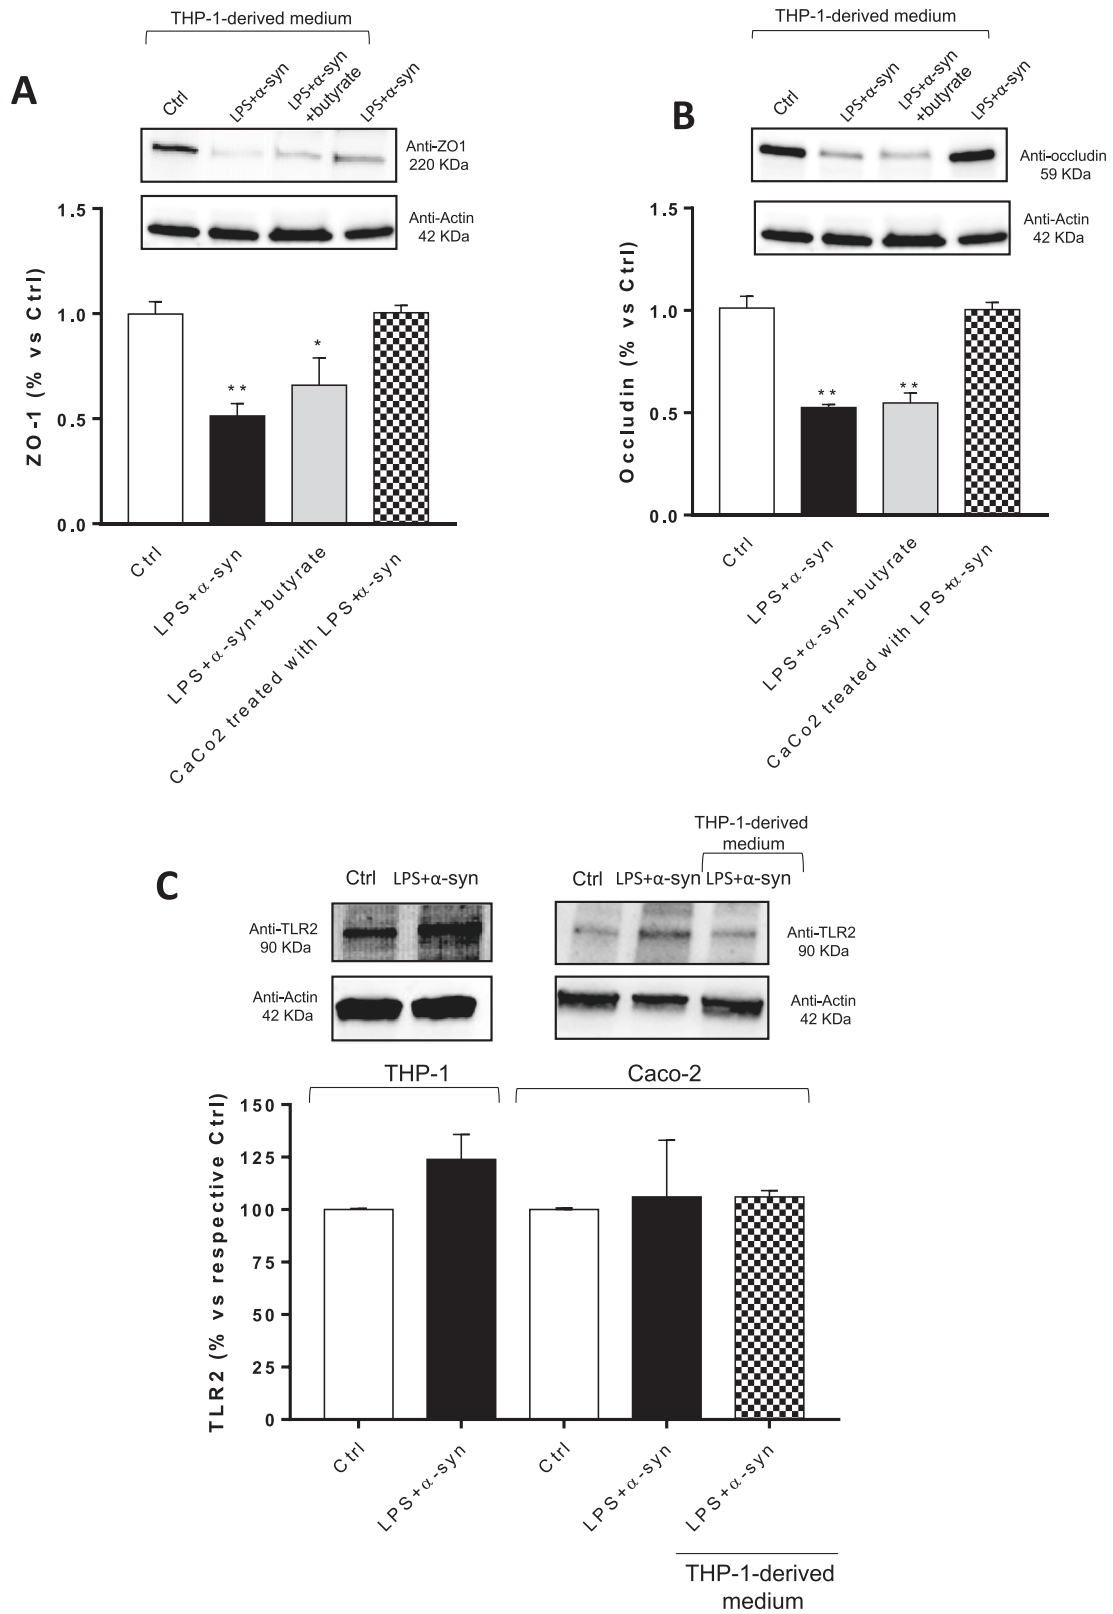 THP-1-derived medium
A
Ctrl
LPS+α-syn
LPS+α-syn
+butyrate
LPS+α-syn
Anti-ZO1
220 KDa
Anti-Actin
42 KDa
ZO-1 (% vs Ctrl)
1.5
1.0
0.5
0.0
* *
*
Ctrl
LPS+α-syn
LPS+α-syn+butyrate
CaCo2 treated with LPS+α-syn
THP-1-derived medium
B
Ctrl
LPS+α-syn
LPS+α-syn
+butyrate
LPS+α-syn
Anti-occludin
59 KDa
Anti-Actin
42 KDa
Occludin (% vs Ctrl)
1.5
1.0
0.5
0.0
**
**
Ctrl
LPS+α-syn
LPS+α-syn+butyrate
CaCo2 treated with LPS+α-syn
C
THP-1-derived
medium
Ctrl LPS+α-syn
Ctrl LPS+α-syn LPS+α-syn
Anti-TLR2
90 KDa
Anti-Actin
42 KDa
Anti-TLR2
90 KDa
Anti-Actin
42 KDa
THP-1
Caco-2
TLR2 (% vs respective Ctrl)
150
125
100
75
50
25
0
Ctrl
LPS+α-syn
Ctrl
LPS+α-syn
LPS+α-syn
THP-1-derived
medium